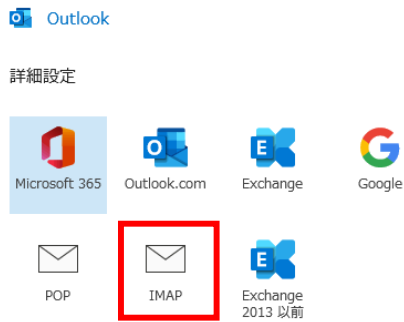 Outlook
詳細設定
Microsoft 365
Outlook.com
Exchange
Google
POP
IMAP
Exchange
2013 以前